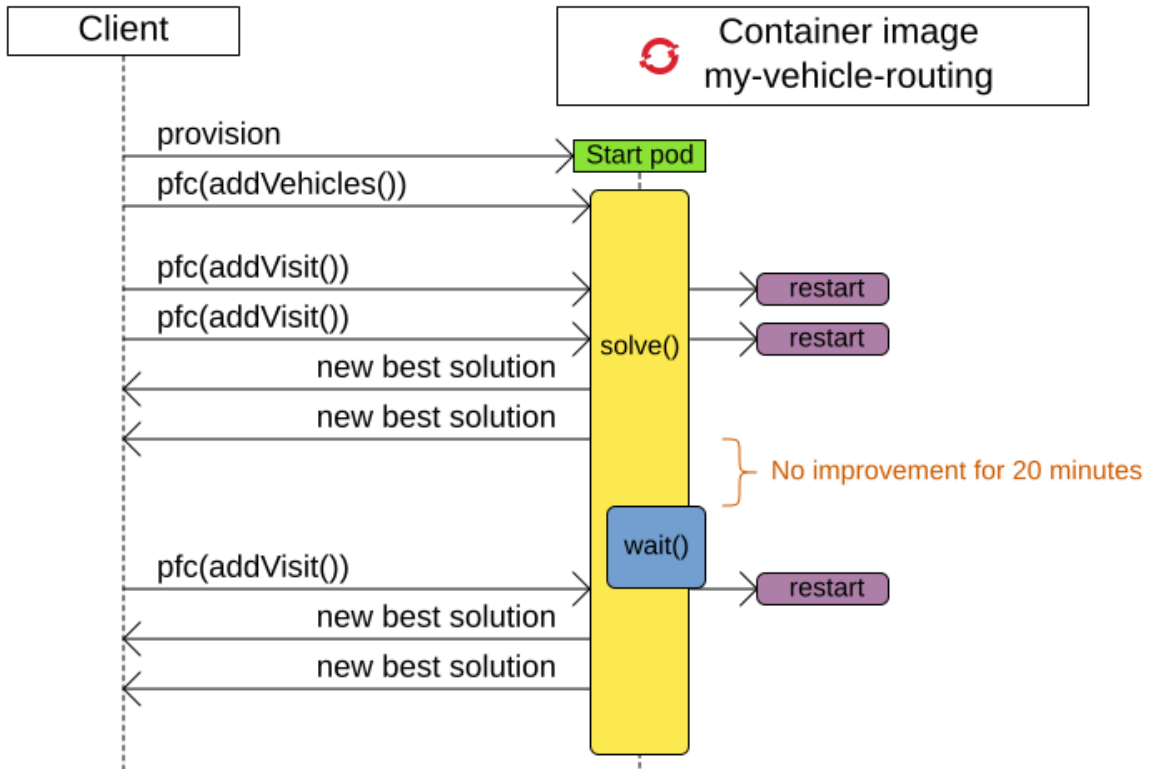 Client
Container image
my-vehicle-routing
provision
Start pod
pfc(addVehicles())
pfc(addVisit())
restart
pfc(addVisit())
solve()
restart
new best solution
new best solution
No improvement for 20 minutes
wait()
pfc(addVisit())
restart
new best solution
new best solution